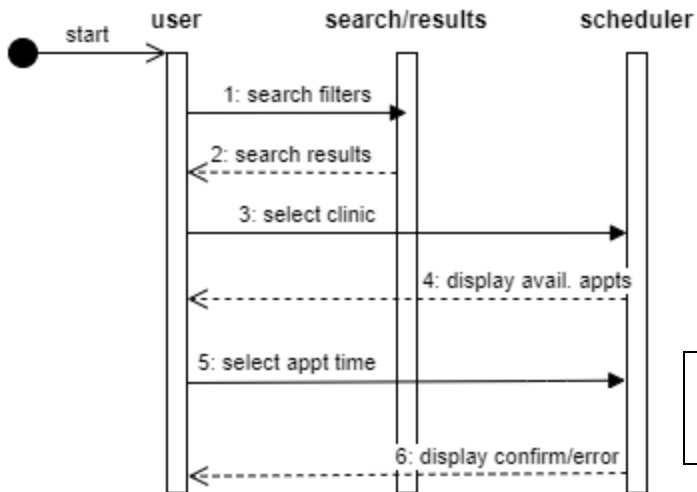 user
search/results
scheduler
start
1: search filters
2: search results
3: select clinic
4: display avail. appts
5: select appt time
6: display confirm/error